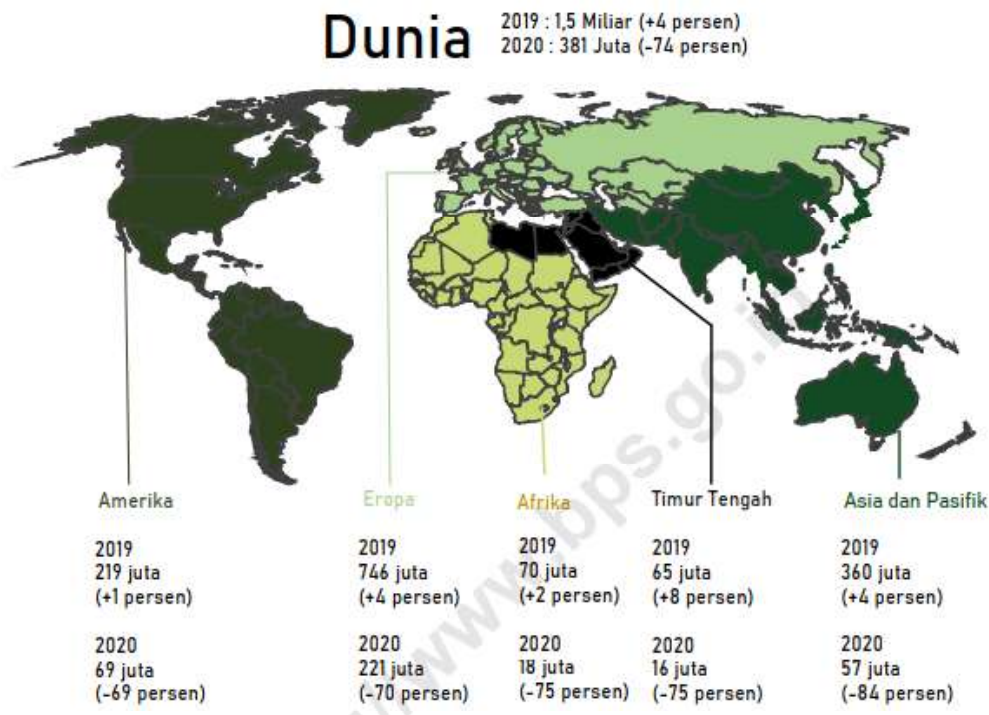 Dunia
2019 : 1,5 Miliar (+4 persen)
2020 : 381 Juta (-74 persen)
Amerika
2019
219 juta
(+1 persen)
2020
69 juta
(-69 persen)
Eropa
2019
746 juta
(+4 persen)
2020
221 juta
(-70 persen)
Afrika
2019
70 juta
(+2 persen)
2020
18 juta
(-75 persen)
Timur Tengah
2019
65 juta
(+8 persen)
2020
16 juta
(-75 persen)
Asia dan Pasifik
2019
360 juta
(+4 persen)
2020
57 juta
(-84 persen)
www.bps.go.id